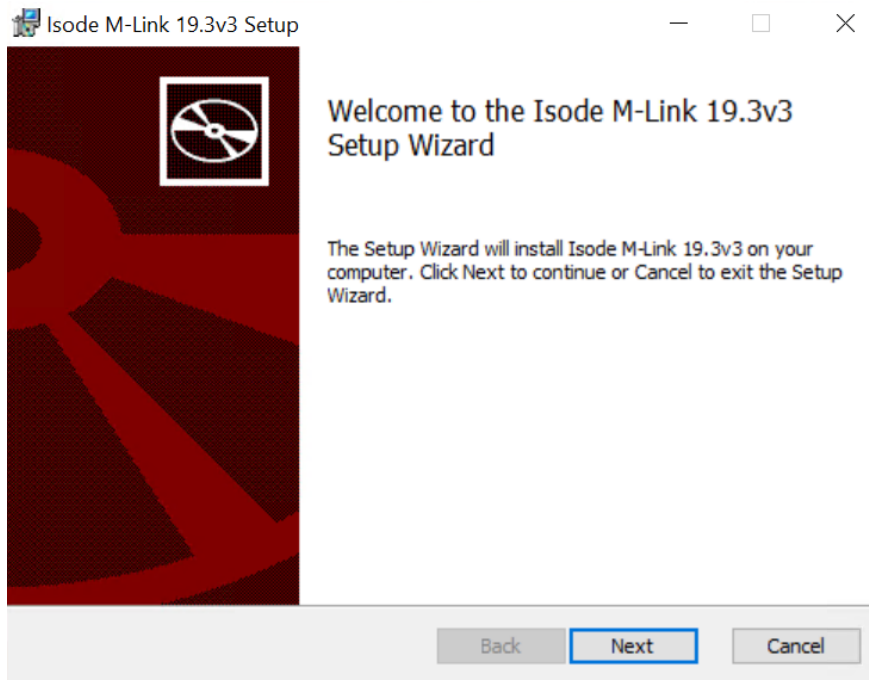 Isode M-Link 19.3v3 Setup
Welcome to the Isode M-Link 19.3v3
Setup Wizard
The Setup Wizard will install Isode M-Link 19.3v3 on your
computer. Click Next to continue or Cancel to exit the Setup
Wizard.
Back Next Cancel